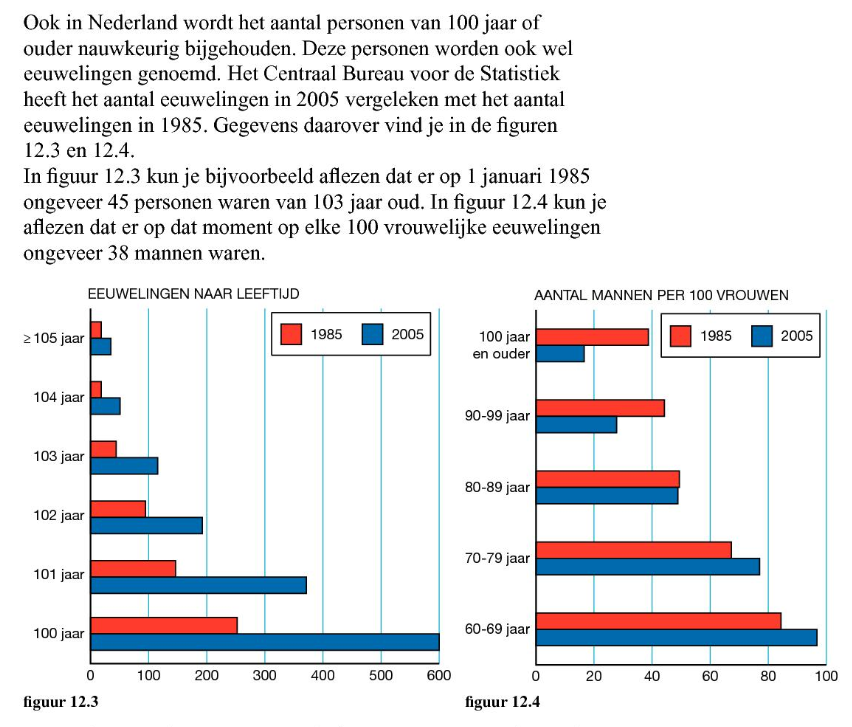 Ook in Nederland wordt het aantal personen van 100 jaar of
ouder nauwkeurig bijgehouden. Deze personen worden ook wel
eeuwelingen genoemd. Het Centraal Bureau voor de Statistiek
heeft het aantal eeuwelingen in 2005 vergeleken met het aantal
eeuwelingen in 1985. Gegevens daarover vind je in de figuren
12.3 en 12.4.
In figuur 12.3 kun je bijvoorbeeld aflezen dat er op 1 januari 1985
ongeveer 45 personen waren van 103 jaar oud. In figuur 12.4 kun je
aflezen dat er op dat moment op elke 100 vrouwelijke eeuwelingen
ongeveer 38 mannen waren.
EEUWELINGEN NAAR LEEFTIJD
1985 2005
≥ 105 jaar
104 jaar
103 jaar
102 jaar
101 jaar
100 jaar
0 100 200 300 400 500 600
figuur 12.3
AANTAL MANNEN PER 100 VROUWEN
1985 2005
100 jaar
en ouder
90-99 jaar
80-89 jaar
70-79 jaar
60-69 jaar
0 20 40 60 80 100
figuur 12.4